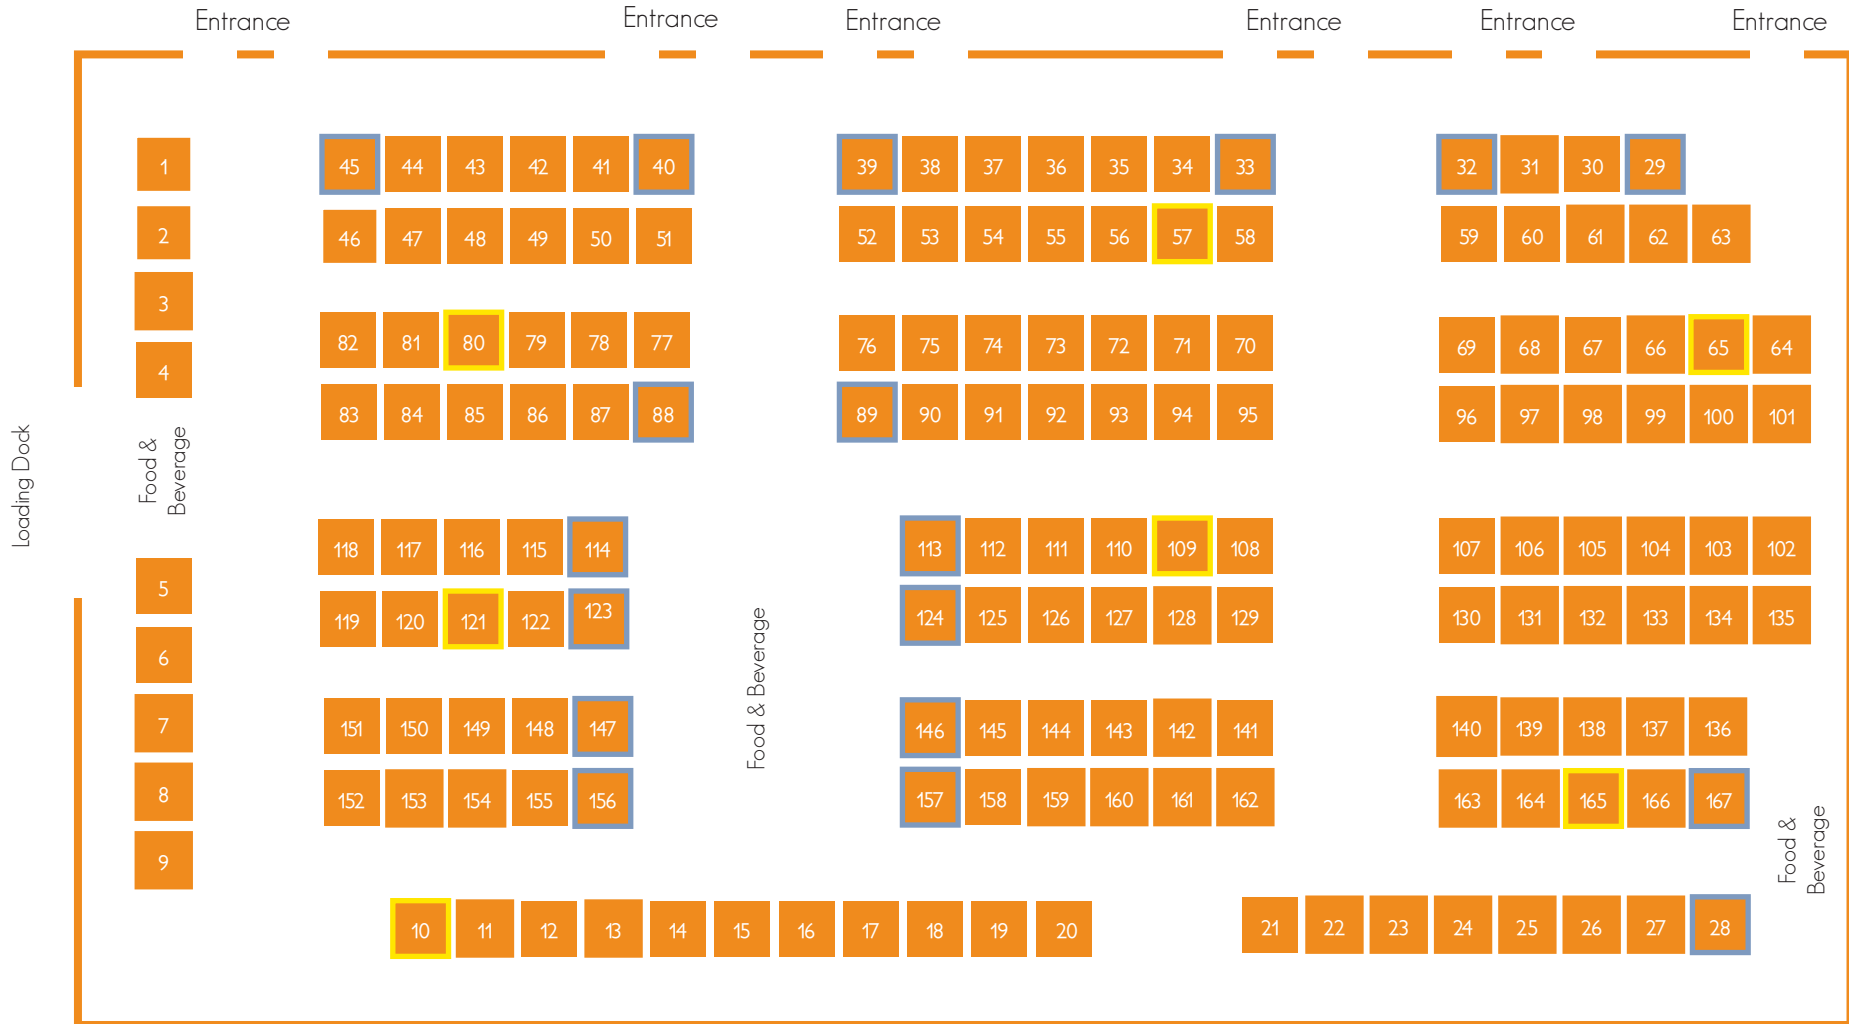 Entrance Entrance Entrance Entrance Entrance Entrance
1 45 44 43 42 41 40 39 38 37 36 35 34 33 32 31 30 29
2 46 47 48 49 50 51 52 53 54 55 56 57 58 59 60 61 62 63
3
82 81 80 79 78 77 76 75 74 73 72 71 70 69 68 67 66 65 64
4
83 84 85 86 87 88 89 90 91 92 93 94 95 96 97 98 99 100 101
Loading Dock
Food &
Beverage
118 117 116 115 114 113 112 111 110 109 108 107 106 105 104 103 102
5
119 120 121 122 123 124 125 126 127 128 129 130 131 132 133 134 135
6
Food & Beverage
7 151 150 149 148 147 146 145 144 143 142 141 140 139 138 137 136
8 152 153 154 155 156 157 158 159 160 161 162 163 164 165 166 167
Food &
Beverage
9
10 11 12 13 14 15 16 17 18 19 20 21 22 23 24 25 26 27 28